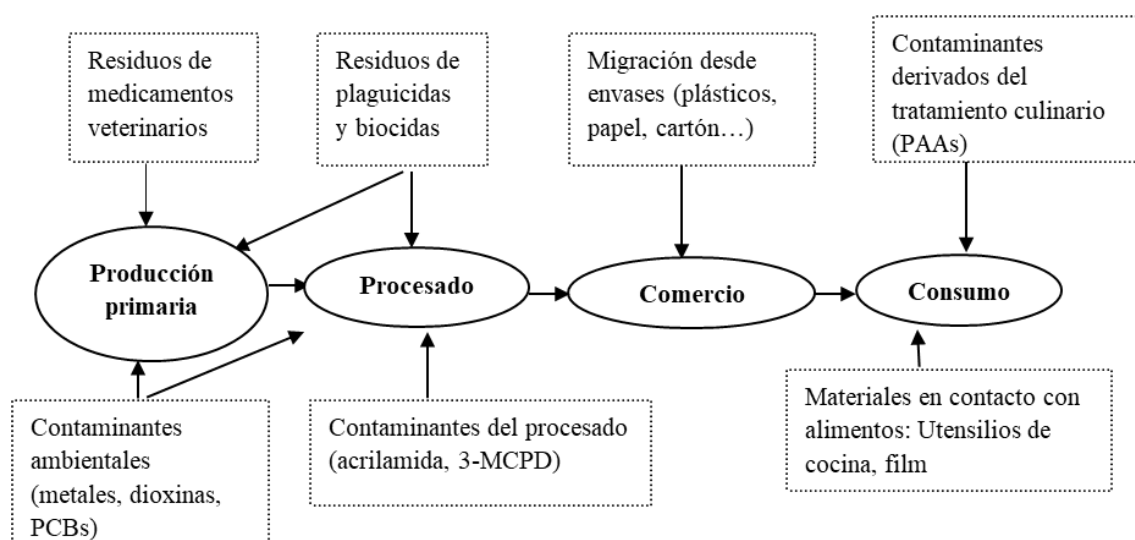 Residuos de
medicamentos
veterinarios
Residuos de
plaguicidas
y biocidas
Migración desde
envases (plásticos,
papel, cartón…)
Contaminantes
derivados del
tratamiento culinario
(PAAs)
Producción
primaria
Procesado
Comercio
Consumo
Contaminantes
ambientales
(metales, dioxinas,
PCBs)
Contaminantes del procesado
(acrilamida, 3-MCPD)
Materiales en contacto con
alimentos: Utensilios de
cocina, film